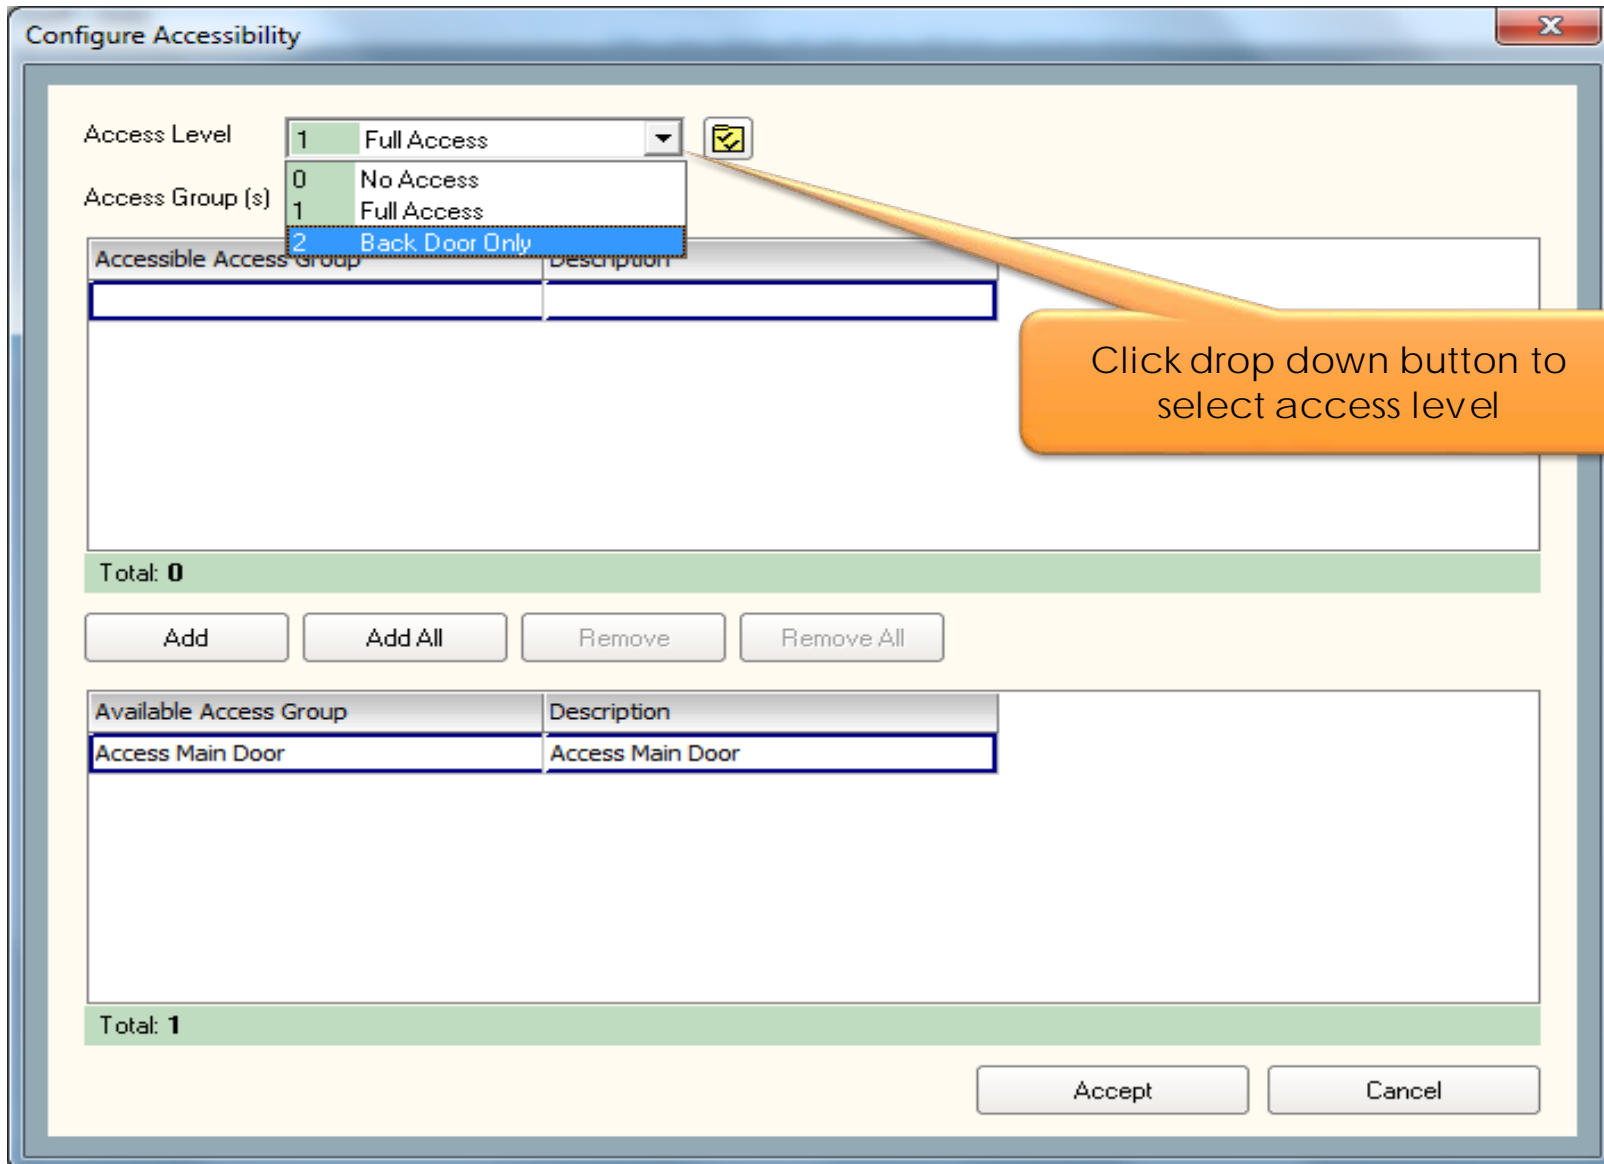 Configure Accessibility
Access Level
1 Full Access
0 No Access
Access Group (s)
1 Full Access
2 Back Door Only
Accessible Access Group Description
Click drop down button to
select access level
Total: 0
Add Add All Remove Remove All
Available Access Group Description
Access Main Door Access Main Door
Total: 1
Accept Cancel